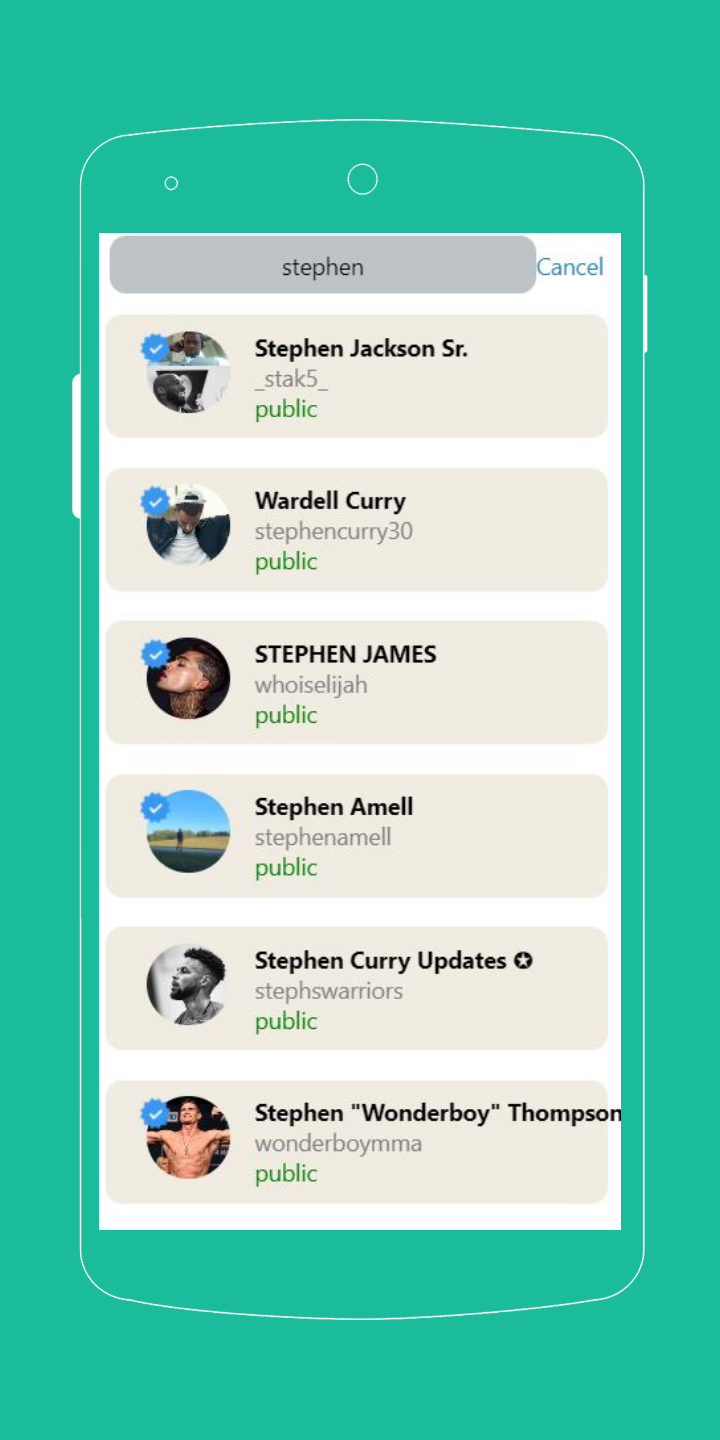 stephen Cancel
Stephen Jackson Sr.
_stak5_
public
Wardell Curry
stephencurry30
public
STEPHEN JAMES
whoiselijah
public
Stephen Amell
stephenamell
public
Stephen Curry Updates ✪
stephswarriors
public
Stephen "Wonderboy" Thompson
wonderboymma
public